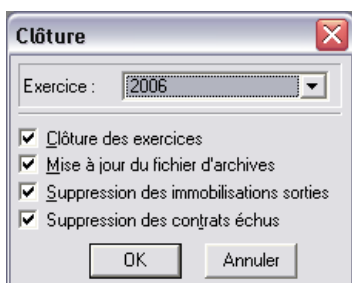 Clôture
Exercice : 2006
Clôture des exercices
Mise à jour du fichier d'archives
Suppression des immobilisations sorties
Suppression des contrats échus
OK Annuler